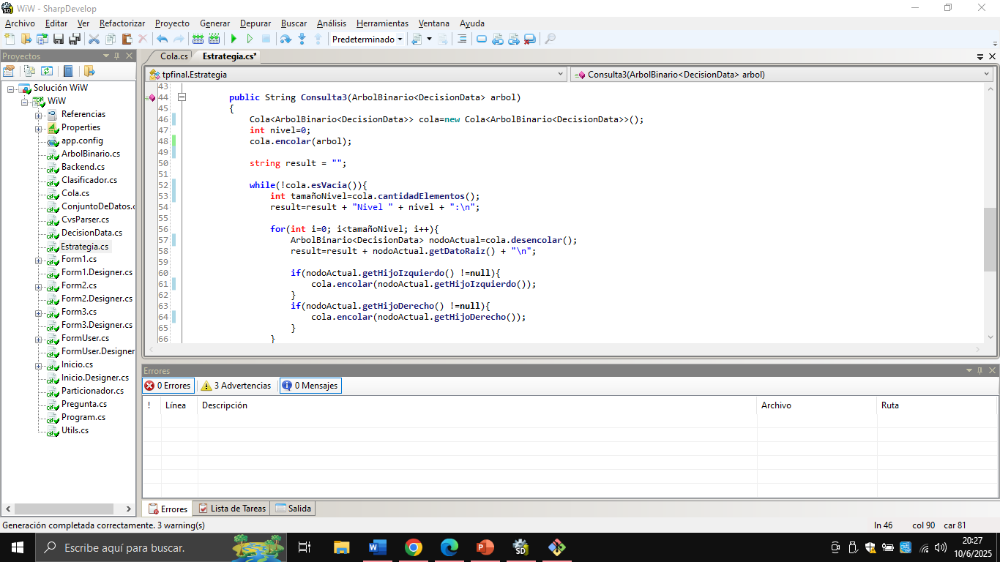 WiW - SharpDevelop
Archivo Editar Ver Refactorizar Proyecto Generar Depurar Buscar Análisis Herramientas Ventana Ayuda
Predeterminado
Proyectos
Solución WiW
WiW
Referencias
Properties
app.config
ArbolBinario.cs
Backend.cs
Clasificador.cs
Cola.cs
ConjuntoDeDatos.c
CvsParser.cs
DecisionData.cs
Estrategia.cs
Form1.cs
Form1.Designer.cs
Form2.cs
Form2.Designer.cs
Form3.cs
Form3.Designer.cs
FormUser.cs
FormUser.Designer
Inicio.cs
Inicio.Designer.cs
Particionador.cs
Pregunta.cs
Program.cs
Utils.cs
Cola.cs Estrategia.cs*
tpfinal.Estrategia Consulta3(ArbolBinario<DecisionData> arbol)
43
44 public String Consulta3(ArbolBinario<DecisionData> arbol)
45 {
46 Cola<ArbolBinario<DecisionData>> cola=new Cola<ArbolBinario<DecisionData>>();
47 int nivel=0;
48 cola.encolar(arbol);
49
50 string result = "";
51
52 while(!cola.esVacia()){
53 int tamañoNivel=cola.cantidadElementos();
54 result=result + "Nivel " + nivel + ":\n";
55
56 for(int i=0; i<tamañoNivel; i++){
57 ArbolBinario<DecisionData> nodoActual=cola.desencolar();
58 result=result + nodoActual.getDatoRaiz() + "\n";
59
60 if(nodoActual.getHijoIzquierdo() !=null){
61 cola.encolar(nodoActual.getHijoIzquierdo());
62 }
63 if(nodoActual.getHijoDerecho() !=null){
64 cola.encolar(nodoActual.getHijoDerecho());
65 }
66 }
Errores
0 Errores 3 Advertencias 0 Mensajes
! Línea Descripción Archivo Ruta
Errores Lista de Tareas Salida
Generación completada correctamente. 3 warning(s) ln 46 col 90 car 81
Escribe aquí para buscar.
20:27
10/6/2025